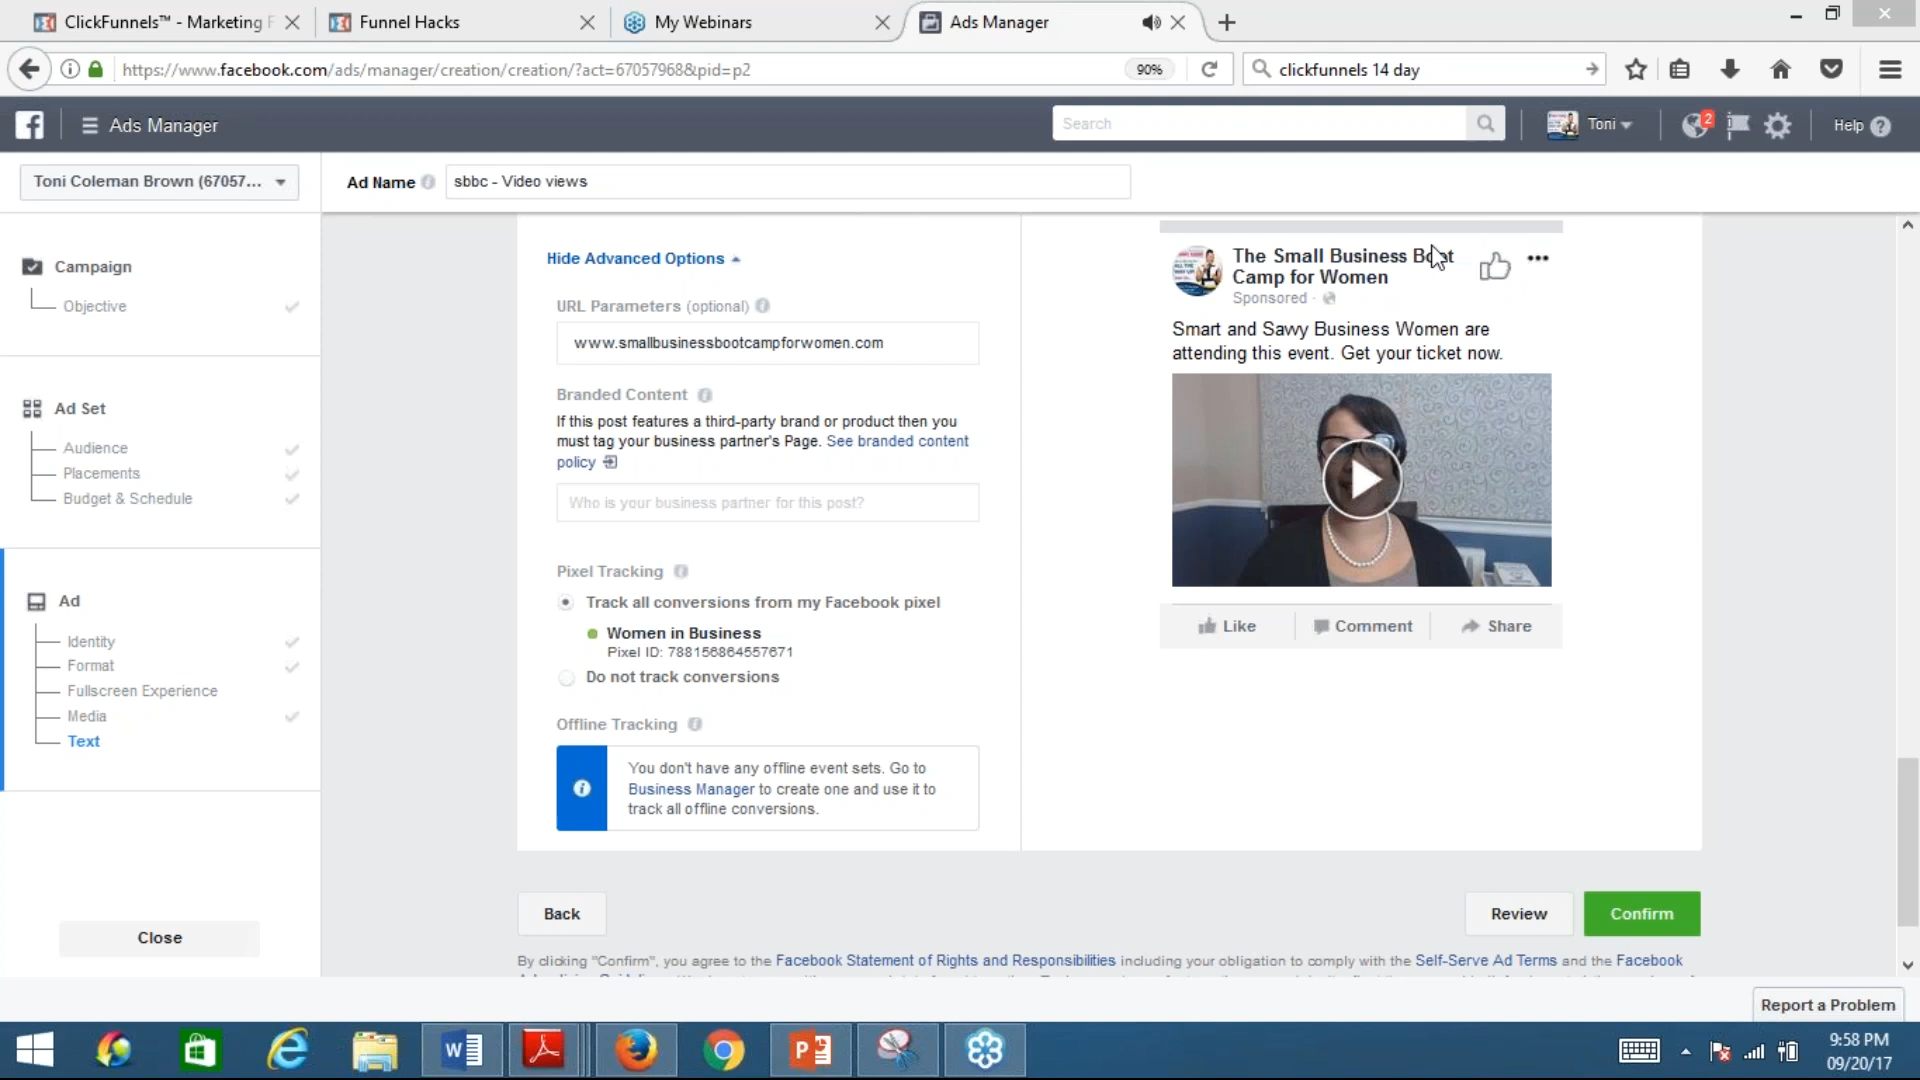 ClickFunnels™ - Marketing F
Funnel Hacks
My Webinars
Ads Manager
https://www.facebook.com/ads/manager/creation/creation/?act=67057968&pid=p2
90%
clickfunnels 14 day
Ads Manager
Search
Toni
2
Help
Toni Coleman Brown (67057...
Ad Name
sbbc - Video views
Campaign
Objective
Ad Set
Audience
Placements
Budget & Schedule
Ad
Identity
Format
Fullscreen Experience
Media
Text
Close
Hide Advanced Options
URL Parameters (optional)
www.smallbusinessbootcampforwomen.com
Branded Content
If this post features a third-party brand or product then you
must tag your business partner's Page. See branded content
policy
Who is your business partner for this post?
Pixel Tracking
Track all conversions from my Facebook pixel
Women in Business
Pixel ID: 788156864557671
Do not track conversions
Offline Tracking
You don't have any offline event sets. Go to
Business Manager to create one and use it to
track all offline conversions.
The Small Business Boot
Camp for Women
Sponsored ·
Smart and Savvy Business Women are
attending this event. Get your ticket now.
Like
Comment
Share
Back
Review
Confirm
By clicking "Confirm", you agree to the Facebook Statement of Rights and Responsibilities including your obligation to comply with the Self-Serve Ad Terms and the Facebook
Report a Problem
9:58 PM
09/20/17